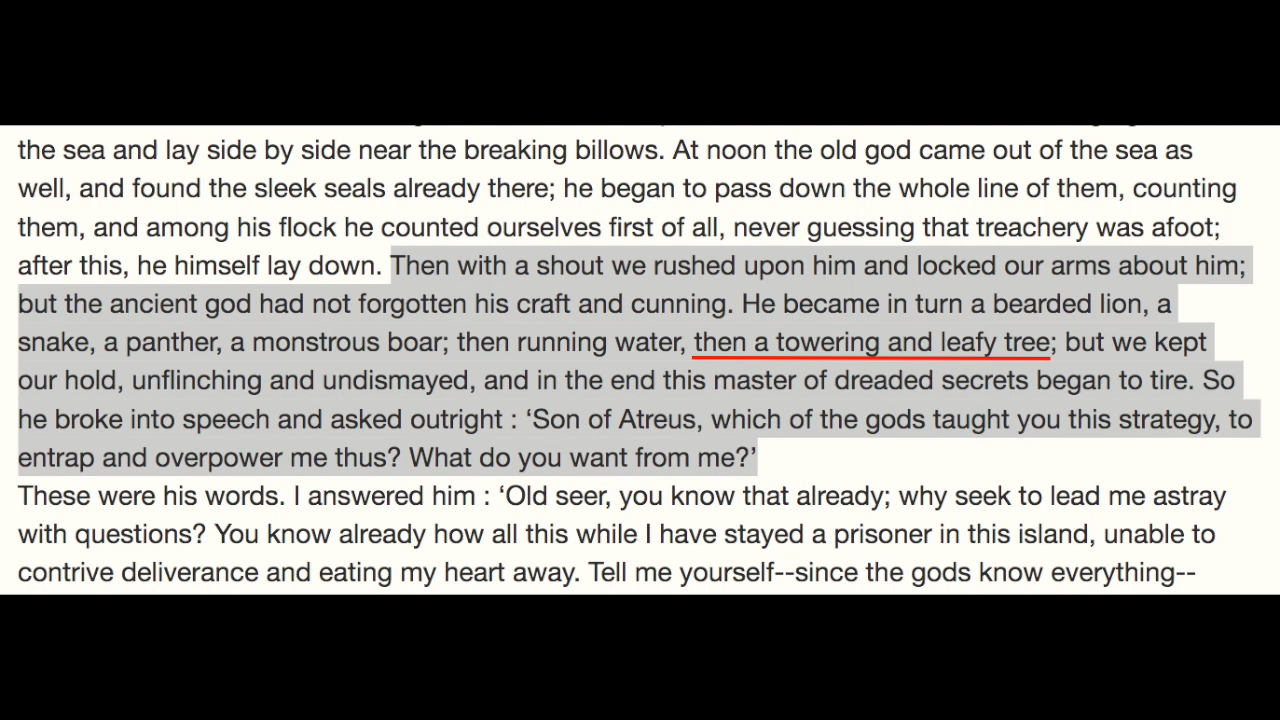 the sea and lay side by side near the breaking billows. At noon the old god came out of the sea as
well, and found the sleek seals already there; he began to pass down the whole line of them, counting
them, and among his flock he counted ourselves first of all, never guessing that treachery was afoot;
after this, he himself lay down. Then with a shout we rushed upon him and locked our arms about him;
but the ancient god had not forgotten his craft and cunning. He became in turn a bearded lion, a
snake, a panther, a monstrous boar; then running water, then a towering and leafy tree; but we kept
our hold, unflinching and undismayed, and in the end this master of dreaded secrets began to tire. So
he broke into speech and asked outright : ‘Son of Atreus, which of the gods taught you this strategy, to
entrap and overpower me thus? What do you want from me?’
These were his words. I answered him : ‘Old seer, you know that already; why seek to lead me astray
with questions? You know already how all this while I have stayed a prisoner in this island, unable to
contrive deliverance and eating my heart away. Tell me yourself--since the gods know everything--